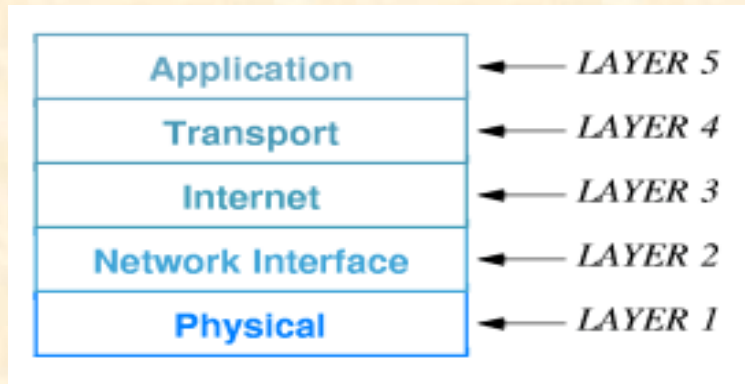 Application LAYER 5
Transport LAYER 4
Internet LAYER 3
Network Interface LAYER 2
Physical LAYER 1